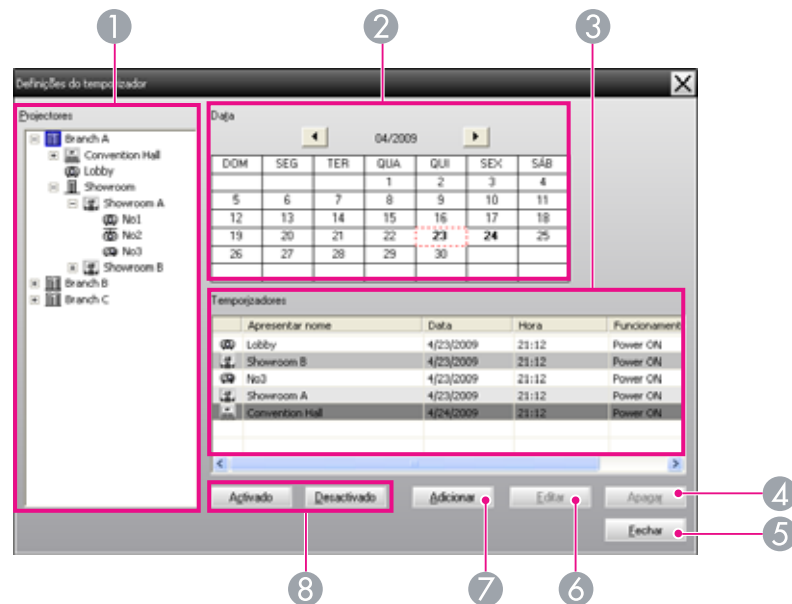 1 2 3
Definições do temporizador
Projectores
Branch A
Convention Hall
Lobby
Showroom
Showroom A
No1
No2
No3
Showroom B
Branch B
Branch C
Data
04/2009
DOM SEG TER QUA QUI SEX SÁB
1 2 3 4
5 6 7 8 9 10 11
12 13 14 15 16 17 18
19 20 21 22 23 24 25
26 27 28 29 30
Temporizadores
Apresentar nome Data Hora Funcionament
Lobby 4/23/2009 21:12 Power ON
Showroom B 4/23/2009 21:12 Power ON
No3 4/23/2009 21:12 Power ON
Showroom A 4/23/2009 21:12 Power ON
Convention Hall 4/24/2009 21:12 Power ON
Activado Desactivado Adicionar Editar Apagar 4
Fechar 5
8 7 6